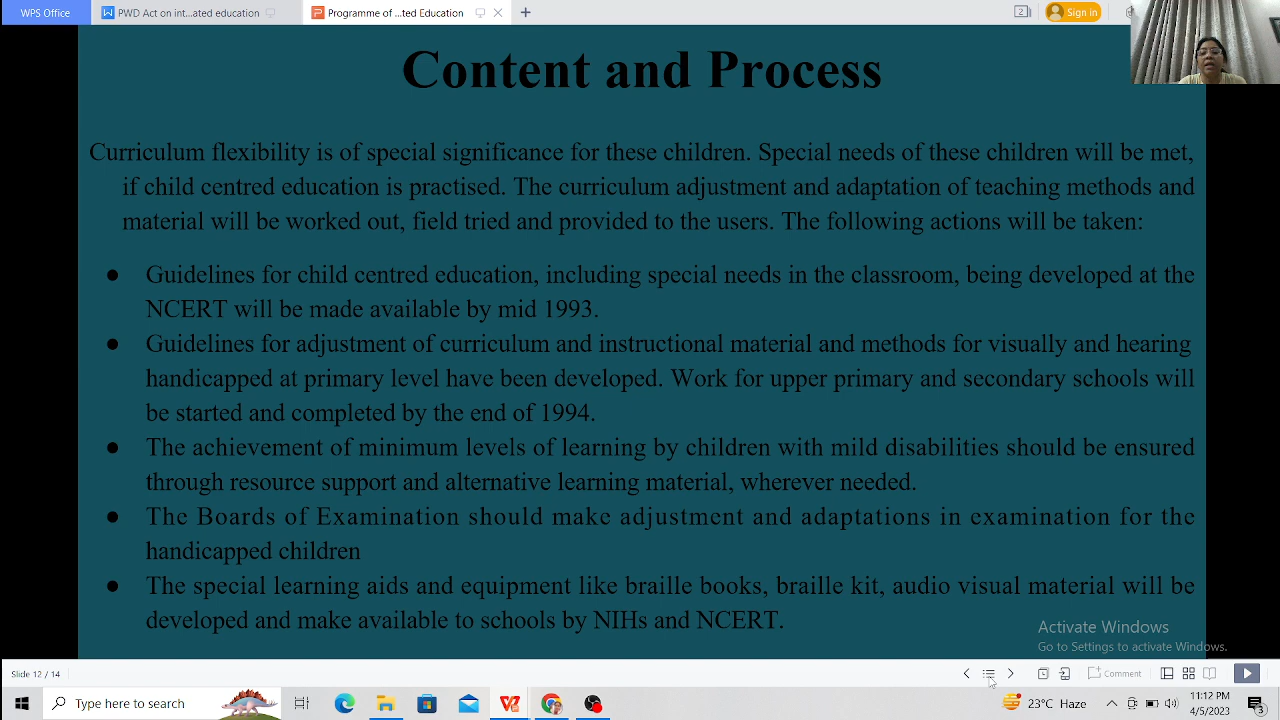 WPS Office
PWD Act on ...tion education
Programme of ...ted Education
+
2
Sign in
Content and Process
Curriculum flexibility is of special significance for these children. Special needs of these children will be met,
if child centred education is practised. The curriculum adjustment and adaptation of teaching methods and
material will be worked out, field tried and provided to the users. The following actions will be taken:
● Guidelines for child centred education, including special needs in the classroom, being developed at the
NCERT will be made available by mid 1993.
● Guidelines for adjustment of curriculum and instructional material and methods for visually and hearing
handicapped at primary level have been developed. Work for upper primary and secondary schools will
be started and completed by the end of 1994.
● The achievement of minimum levels of learning by children with mild disabilities should be ensured
through resource support and alternative learning material, wherever needed.
● The Boards of Examination should make adjustment and adaptations in examination for the
handicapped children
● The special learning aids and equipment like braille books, braille kit, audio visual material will be
developed and make available to schools by NIHs and NCERT.
Activate Windows
Go to Settings to activate Windows.
Slide 12 / 14
Comment
Type here to search
23°C Haze
11:12 PM
4/5/2023
3